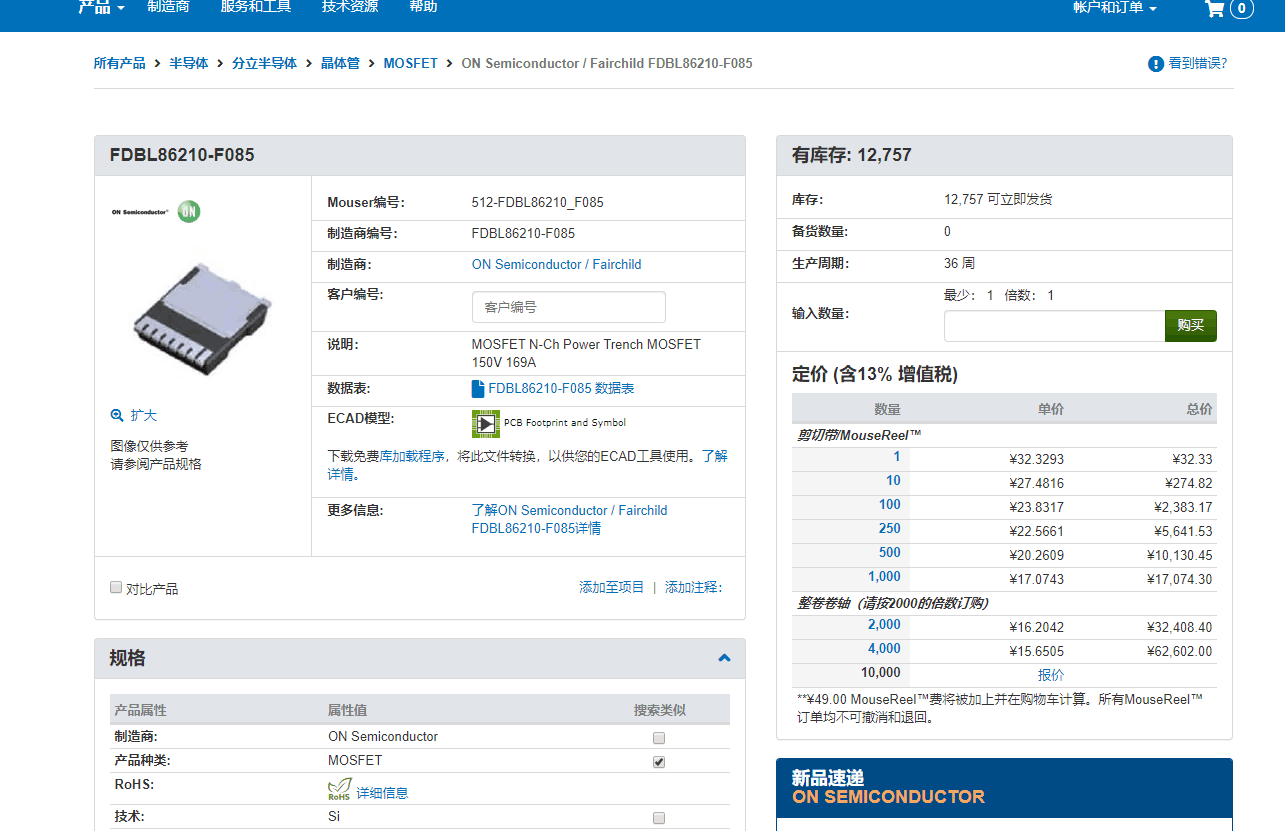 产品 制造商 服务和工具 技术资源 帮助 帐户和订单 0
所有产品 > 半导体 > 分立半导体 > 晶体管 > MOSFET > ON Semiconductor / Fairchild FDBL86210-F085
看到错误?
FDBL86210-F085
ON Semiconductor® ON
扩大
图像仅供参考
请参阅产品规格
Mouser编号: 512-FDBL86210_F085
制造商编号: FDBL86210-F085
制造商: ON Semiconductor / Fairchild
客户编号: 客户编号
说明: MOSFET N-Ch Power Trench MOSFET
150V 169A
数据表: FDBL86210-F085 数据表
ECAD模型: PCB Footprint and Symbol
下载免费库加载程序，将此文件转换，以供您的ECAD工具使用。了解
详情。
更多信息: 了解ON Semiconductor / Fairchild
FDBL86210-F085详情
对比产品
添加至项目 | 添加注释:
规格
产品属性 属性值 搜索类似
制造商: ON Semiconductor
产品种类: MOSFET
RoHS: RoHS 详细信息
技术: Si
有库存: 12,757
库存: 12,757 可立即发货
备货数量: 0
生产周期: 36 周
最少: 1 倍数: 1
输入数量: 购买
定价 (含13% 增值税)
数量 单价 总价
剪切带/MouseReel™
1 ¥32.3293 ¥32.33
10 ¥27.4816 ¥274.82
100 ¥23.8317 ¥2,383.17
250 ¥22.5661 ¥5,641.53
500 ¥20.2609 ¥10,130.45
1,000 ¥17.0743 ¥17,074.30
整卷卷轴（请按2000的倍数订购)
2,000 ¥16.2042 ¥32,408.40
4,000 ¥15.6505 ¥62,602.00
10,000 报价
**¥49.00 MouseReel™费将被加上并在购物车计算。所有MouseReel™
订单均不可撤消和退回。
新品速递
ON SEMICONDUCTOR